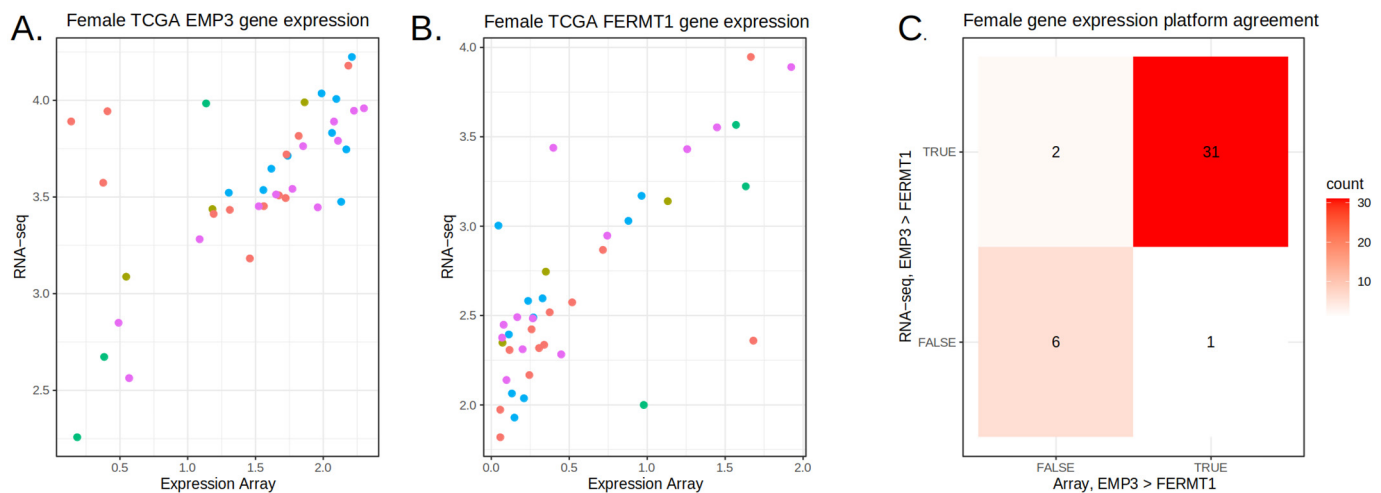 A.
Female TCGA EMP3 gene expression
RNA-seq
4.0
3.5
3.0
2.5
0.5
1.0
1.5
2.0
Expression Array
B.
Female TCGA FERMT1 gene expression
RNA-seq
4.0
3.5
3.0
2.5
2.0
0.0
0.5
1.0
1.5
2.0
Expression Array
C.
Female gene expression platform agreement
RNA-seq, EMP3 > FERMT1
TRUE
2
31
FALSE
6
1
FALSE
TRUE
Array, EMP3 > FERMT1
count
30
20
10